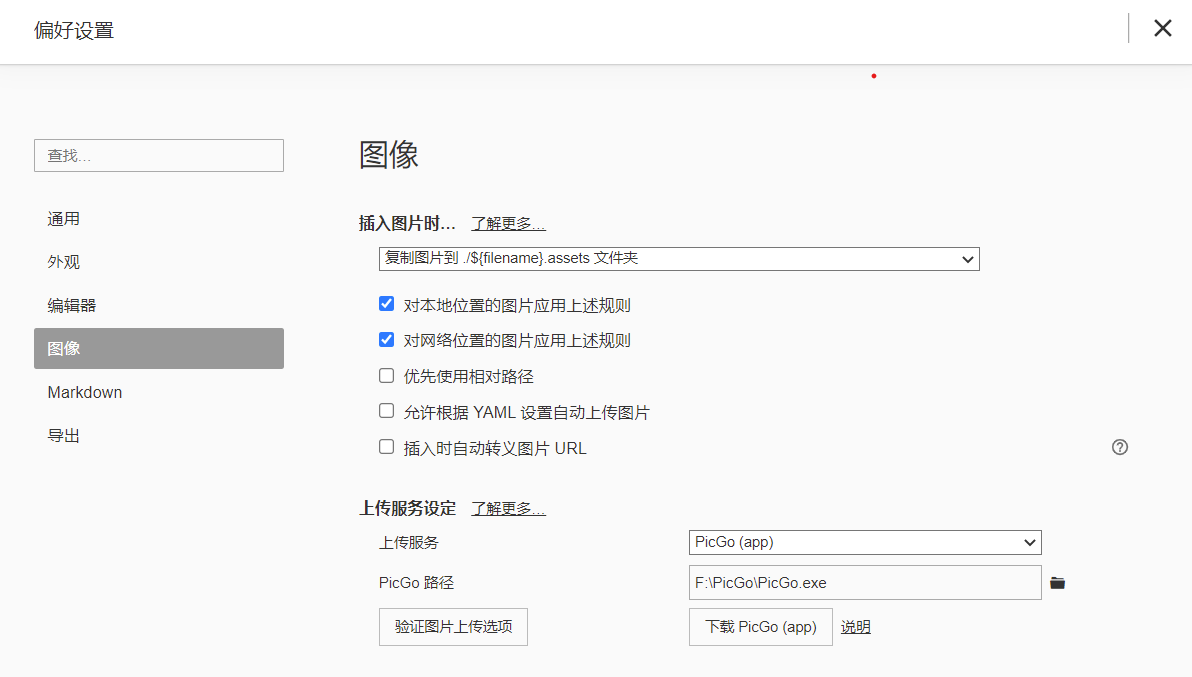 偏好设置
查找...
通用
外观
编辑器
图像
Markdown
导出
图像
插入图片时... 了解更多...
复制图片到 ./${filename}.assets 文件夹
对本地位置的图片应用上述规则
对网络位置的图片应用上述规则
优先使用相对路径
允许根据 YAML 设置自动上传图片
插入时自动转义图片 URL
上传服务设定 了解更多...
上传服务 PicGo (app)
PicGo 路径 F:\PicGo\PicGo.exe
验证图片上传选项 下载 PicGo (app) 说明